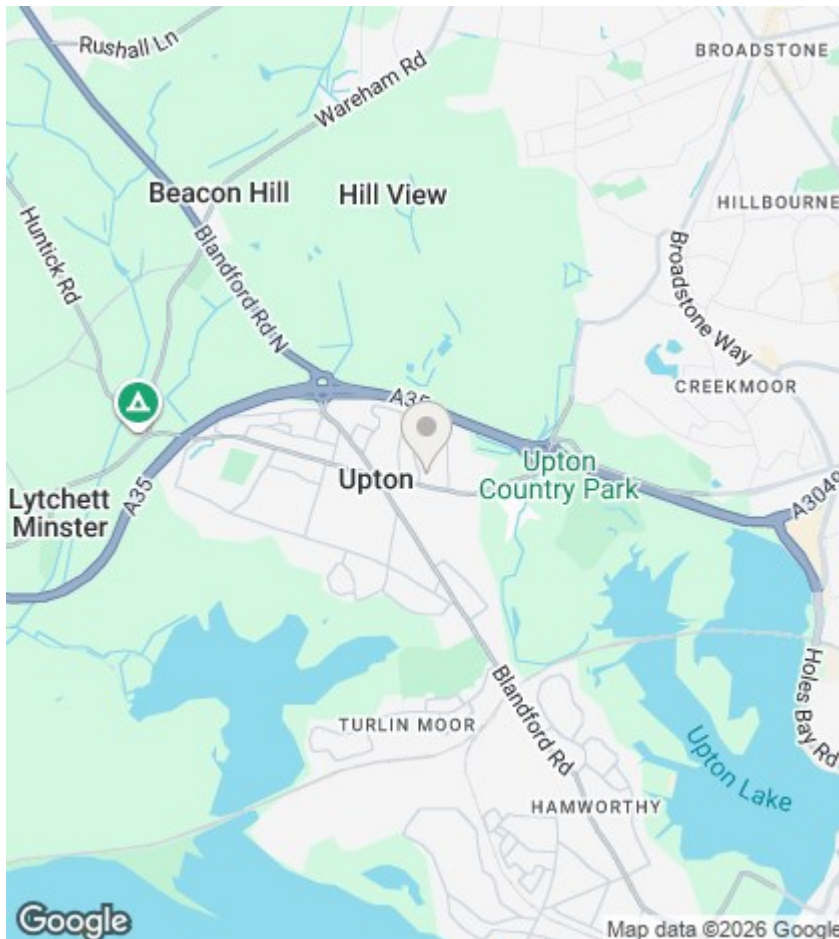 Rushall Ln
BROADSTONE
Wareham Rd
Beacon Hill
Hill View
HILLBOURNE
Huntick Rd
Blandford Rd N
Broadstone Way
CREEKMOOR
A35
Upton
Upton
Country Park
Lytchett
Minster
A35
A3049
Holes Bay Rd
TURLIN MOOR
Blandford Rd
Upton Lake
HAMWORTHY
Google
Map data ©2026 Google